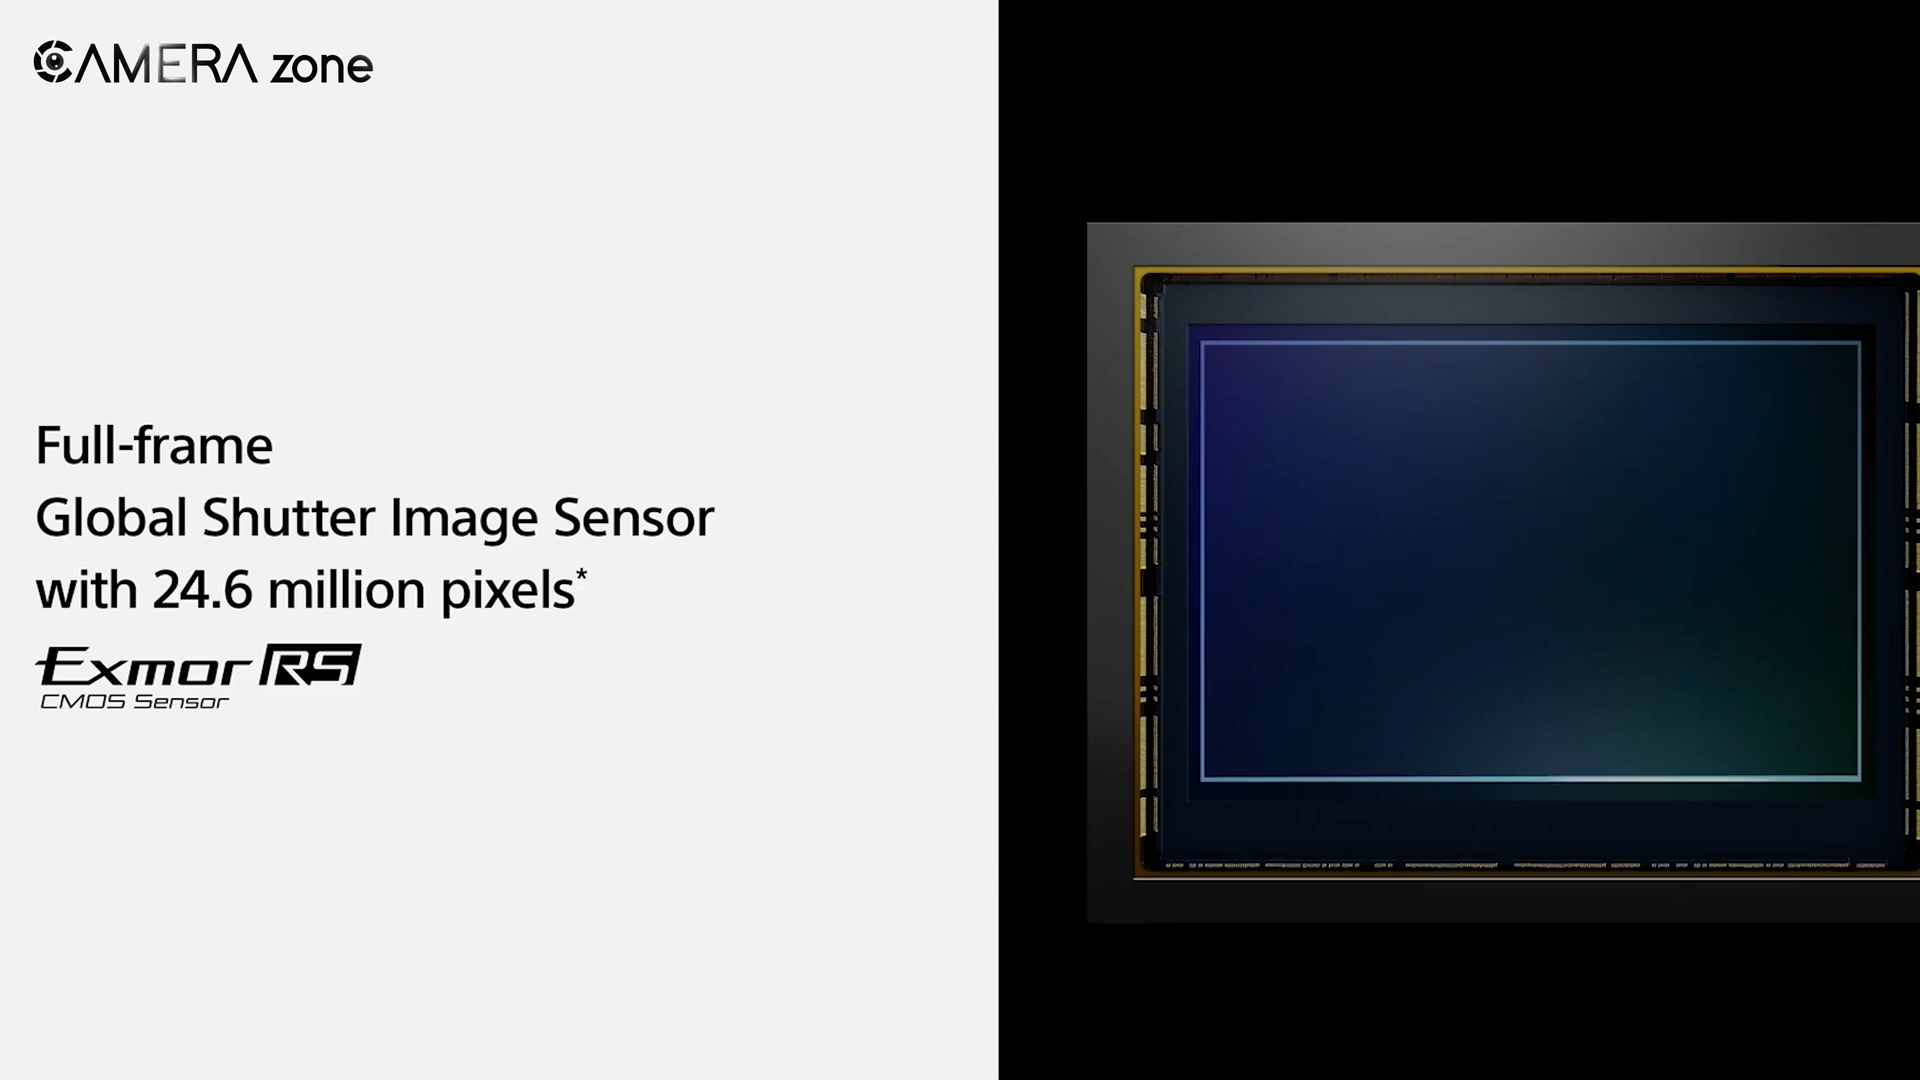 CAMERA zone
Full-frame
Global Shutter Image Sensor
with 24.6 million pixels*
Exmor RS
CMOS Sensor